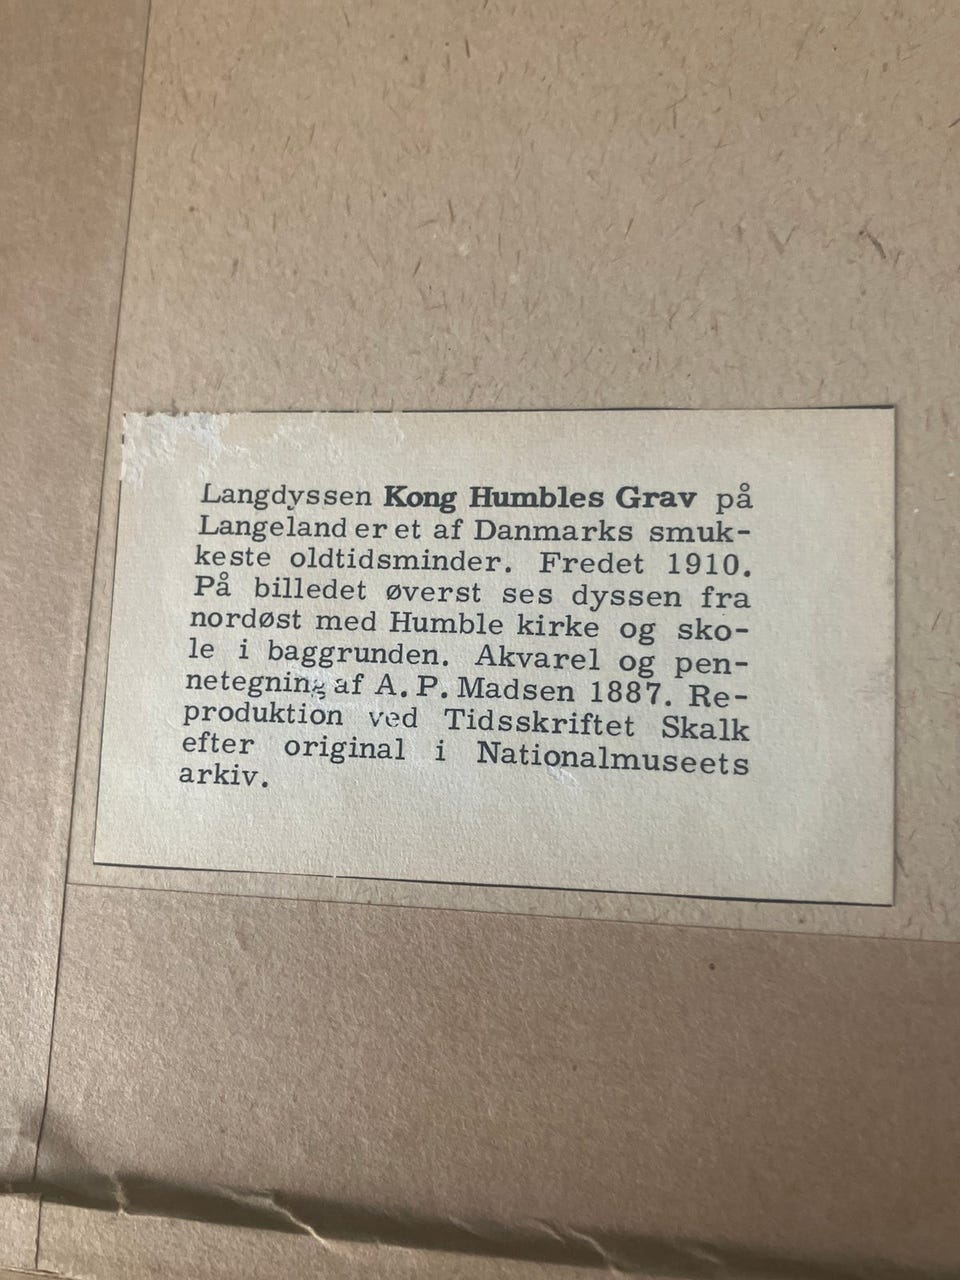 Langdyssen Kong Humbles Grav på
Langeland er et af Danmarks smuk-
keste oldtidsminder. Fredet 1910.
På billedet øverst ses dyssen fra
nordøst med Humble kirke og sko-
le i baggrunden. Akvarel og pen-
netegning af A. P. Madsen 1887. Re-
produktion ved Tidsskriftet Skalk
efter original i Nationalmuseets
arkiv.